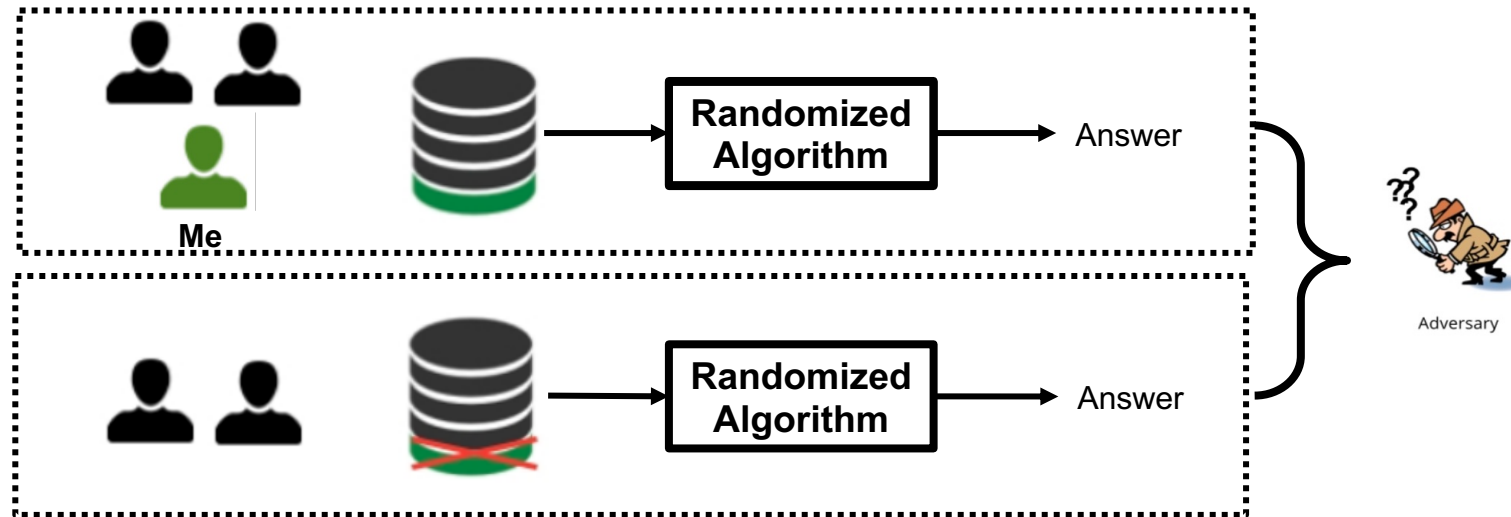 Me
Randomized
Algorithm
Answer
???
?
Adversary
Randomized
Algorithm
Answer